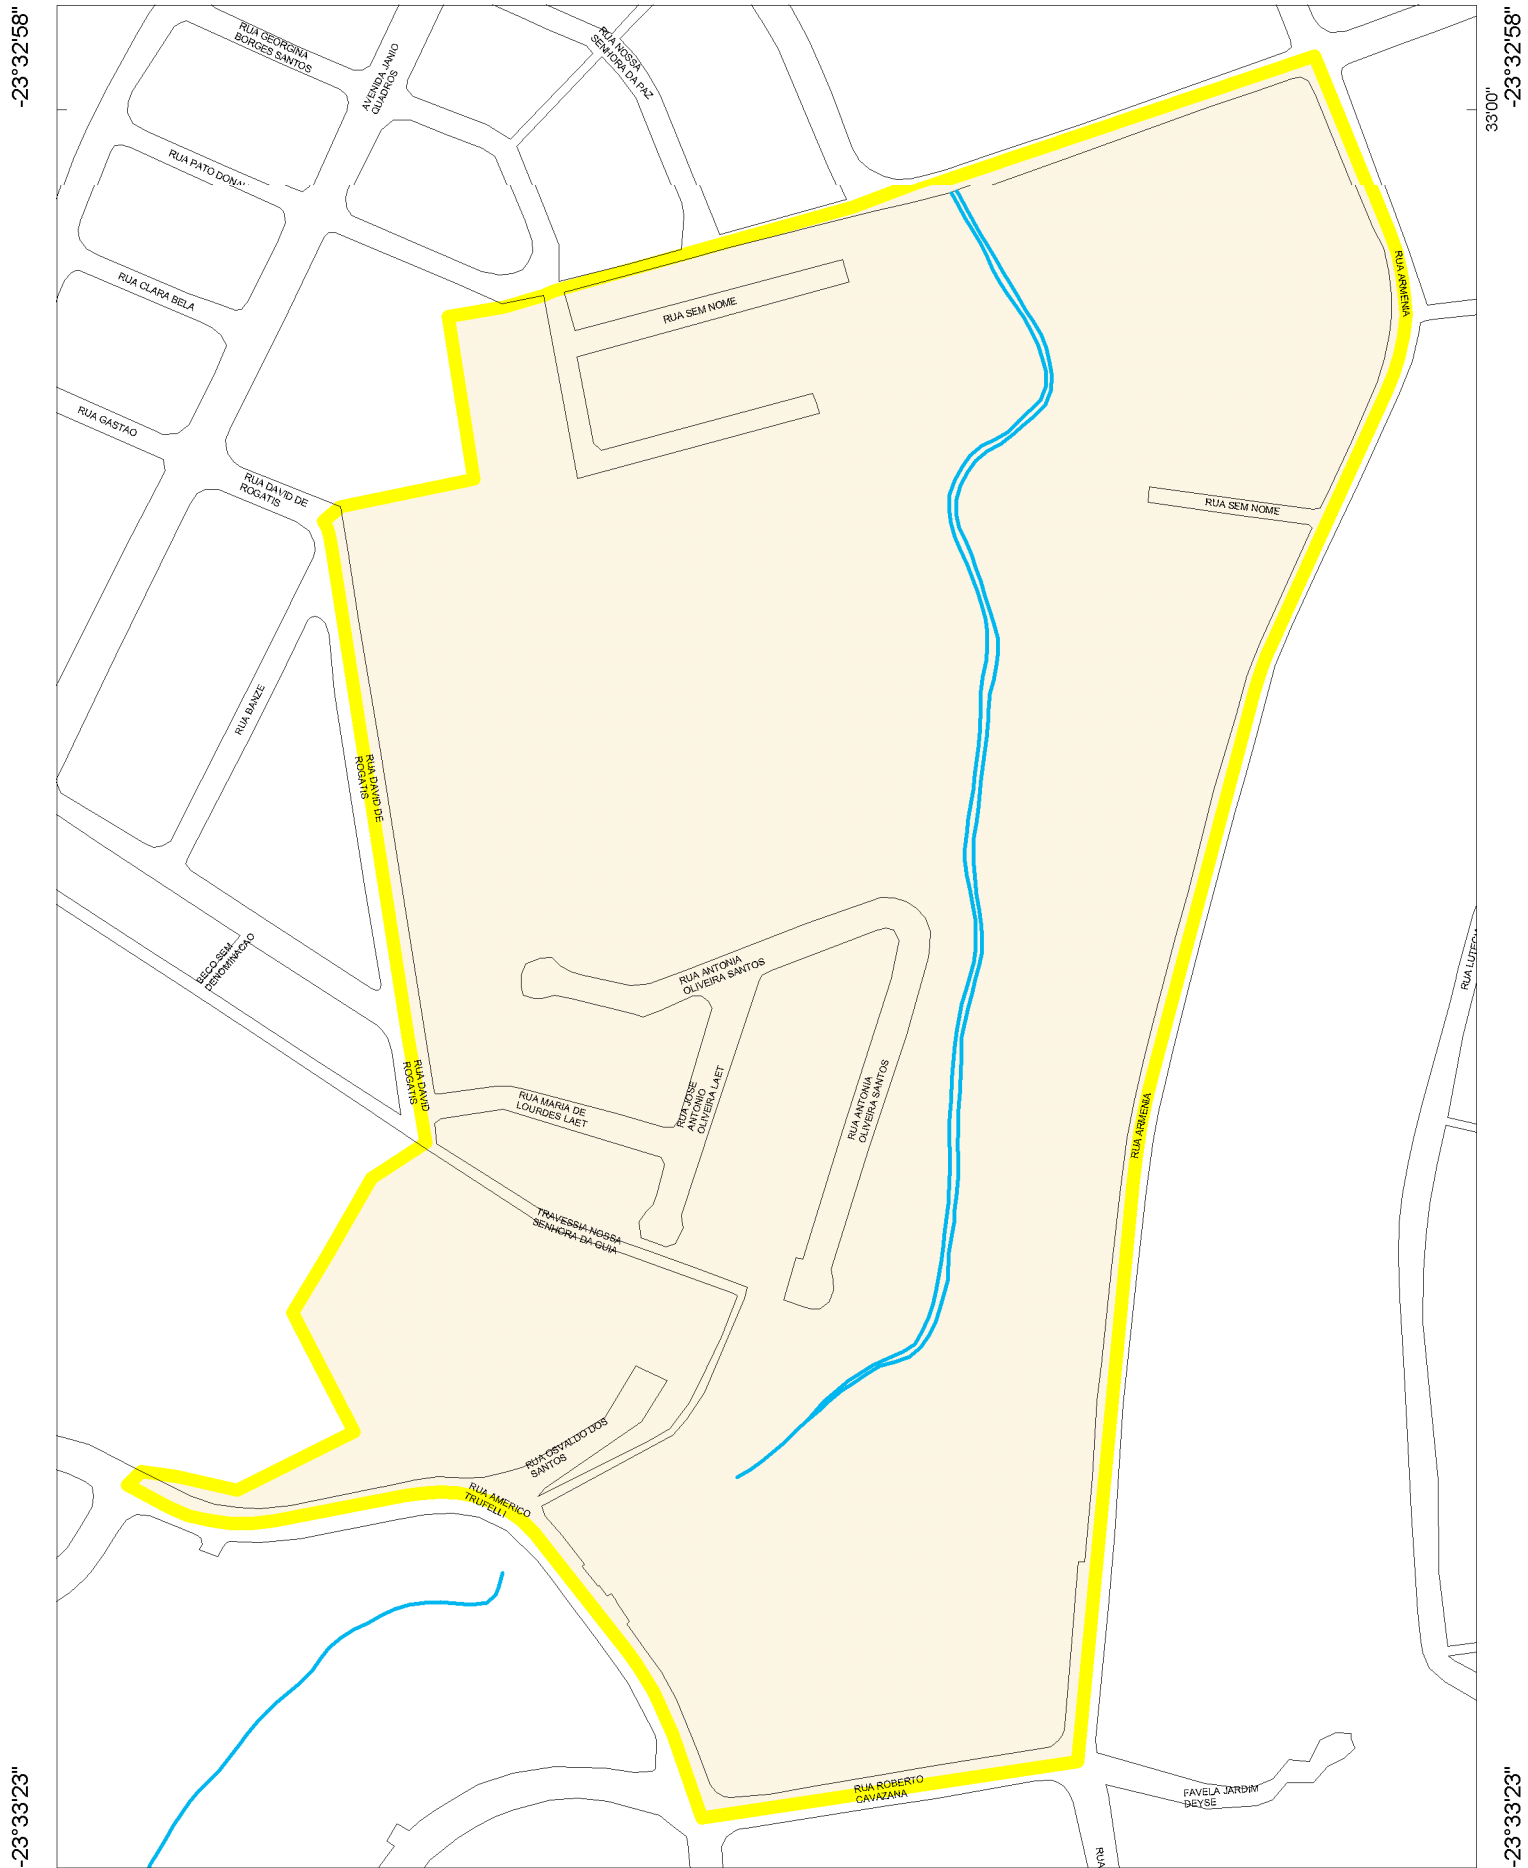 -23°32'58"
-23°32'58"
33'00"
RUA GEORGINA
BORGES SANTOS
AVENIDA JANIO
QUADROS
RUA NOSSA
SENHORA DA PAZ
RUA PATO
RUA CLARA BELA
RUA SEM NOME
RUA ARMENIA
RUA GASTAO
RUA DAVID DE
ROGATIS
RUA SEM NOME
RUA BANZE
RUA DAVID DE
ROGATIS
BECO SEM
DENOMINACAO
RUA ANTONIA
OLIVEIRA SANTOS
RUA
RUA DAVID
ROGATIS
RUA MARIA DE
LOURDES LAET
RUA JOSE
ANTONIO
OLIVEIRA LAET
RUA ANTONIA
OLIVEIRA SANTOS
RUA ARMENIA
TRAVESSIA NOSSA
SENHORA DA GUIA
RUA OSVALDO DOS
SANTOS
RUA AMERICO
TRUFELLI
RUA ROBERTO
CAVAZANA
FAVELA JARDIM
DEYSE
RUA
-23°33'23"
-23°33'23"